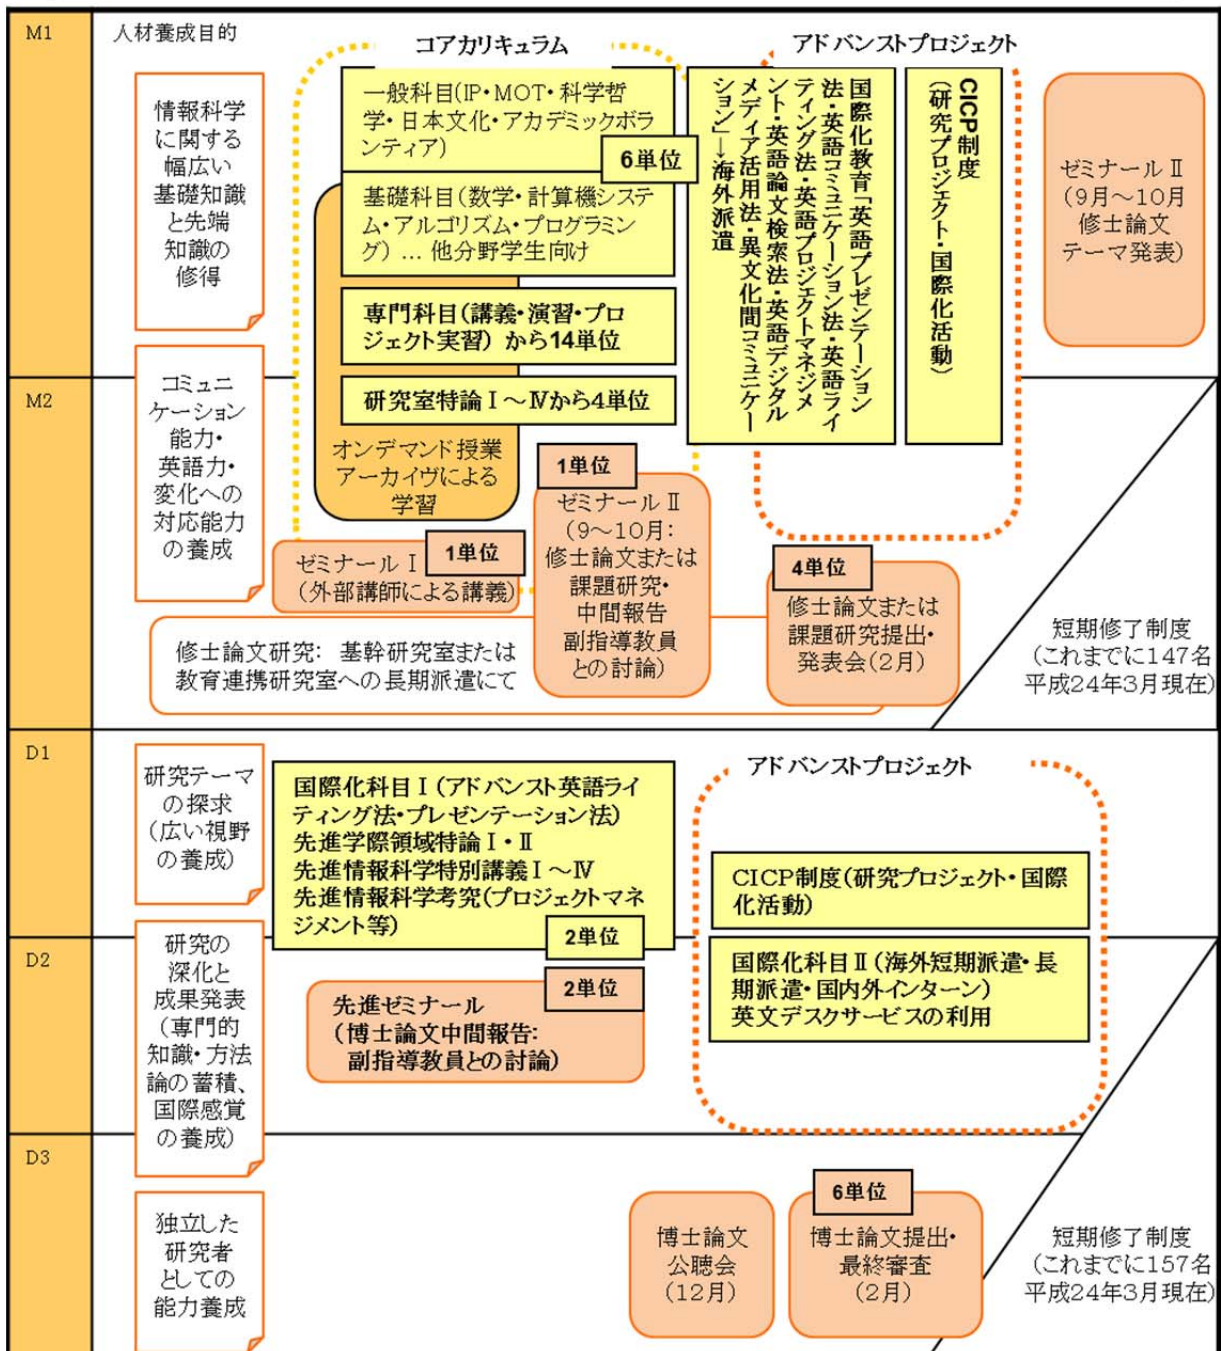 M1
人材養成目的
コアカリキュラム
アドバンストプロジェクト
情報科学
に関する
幅広い
基礎知識
と先端
知識の
修得
一般科目(IP・MOT・科学哲
学・日本文化・アカデミックボラ
ンティア)
6単位
基礎科目(数学・計算機システ
ム・アルゴリズム・プログラミン
グ) … 他分野学生向け
専門科目(講義・演習・プロ
ジェクト実習) から14単位
研究室特論Ⅰ～Ⅳから4単位
オンデマンド授業
アーカイヴによる
学習
国際化教育「英語プレゼンテーション
法・英語コミュニケーション法・英語ライ
ティング法・英語プロジェクトマネジメ
ント・英語論文検索法・英語デジタル
メディア活用法・異文化間コミュニケー
ション」→海外派遣
CICP制度
(研究プロジェクト・国際化活動)
ゼミナールⅡ
(9月～10月
修士論文
テーマ発表)
M2
コミュニ
ケーション
能力・
英語力・
変化への
対応能力
の養成
ゼミナールⅠ
(外部講師による講義)
1単位
1単位
ゼミナールⅡ
(9～10月:
修士論文または
課題研究・
中間報告
副指導教員
との討論)
4単位
修士論文または
課題研究提出・
発表会(2月)
修士論文研究: 基幹研究室または
教育連携研究室への長期派遣にて
短期修了制度
(これまでに147名
平成24年3月現在)
D1
研究テーマ
の探求
(広い視野
の養成)
国際化科目Ⅰ(アドバンスト英語ライ
ティング法・プレゼンテーション法)
先進学際領域特論Ⅰ・Ⅱ
先進情報科学特別講義Ⅰ～Ⅳ
先進情報科学考究(プロジェクトマネ
ジメント等)
2単位
アドバンストプロジェクト
CICP制度(研究プロジェクト・国際
化活動)
D2
研究の
深化と
成果発表
(専門的
知識・方法
論の蓄積、
国際感覚
の養成)
2単位
先進ゼミナール
(博士論文中間報告:
副指導教員との討論)
国際化科目Ⅱ(海外短期派遣・長
期派遣・国内外インターン)
英文デスクサービスの利用
D3
独立した
研究者
としての
能力養成
博士論文
公聴会
(12月)
6単位
博士論文提出・
最終審査
(2月)
短期修了制度
(これまでに157名
平成24年3月現在)